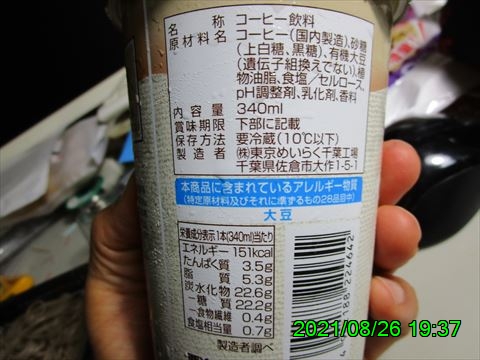 名称 コーヒー飲料
原材料名 コーヒー(国内製造)、砂糖
(上白糖、黒糖)、有機大豆
(遺伝子組換えでない)、植
物油脂、食塩/セルロース、
pH調整剤、乳化剤、香料
内容量 340ml
賞味期限 下部に記載
保存方法 要冷蔵(10℃以下)
製造者 (株)東京めいらく千葉工場
千葉県佐倉市大作1-5-1
本商品に含まれているアレルギー物質
(特定原材料及びそれに準ずるもの28品目中)
大豆
栄養成分表示1本(340ml)当たり
エネルギー 151kcal
たんぱく質 3.5g
脂質 5.3g
炭水化物 22.6g
-糖質 22.2g
-食物繊維 0.4g
食塩相当量 0.7g
製造者調べ
224642
2021/08/26 19:37